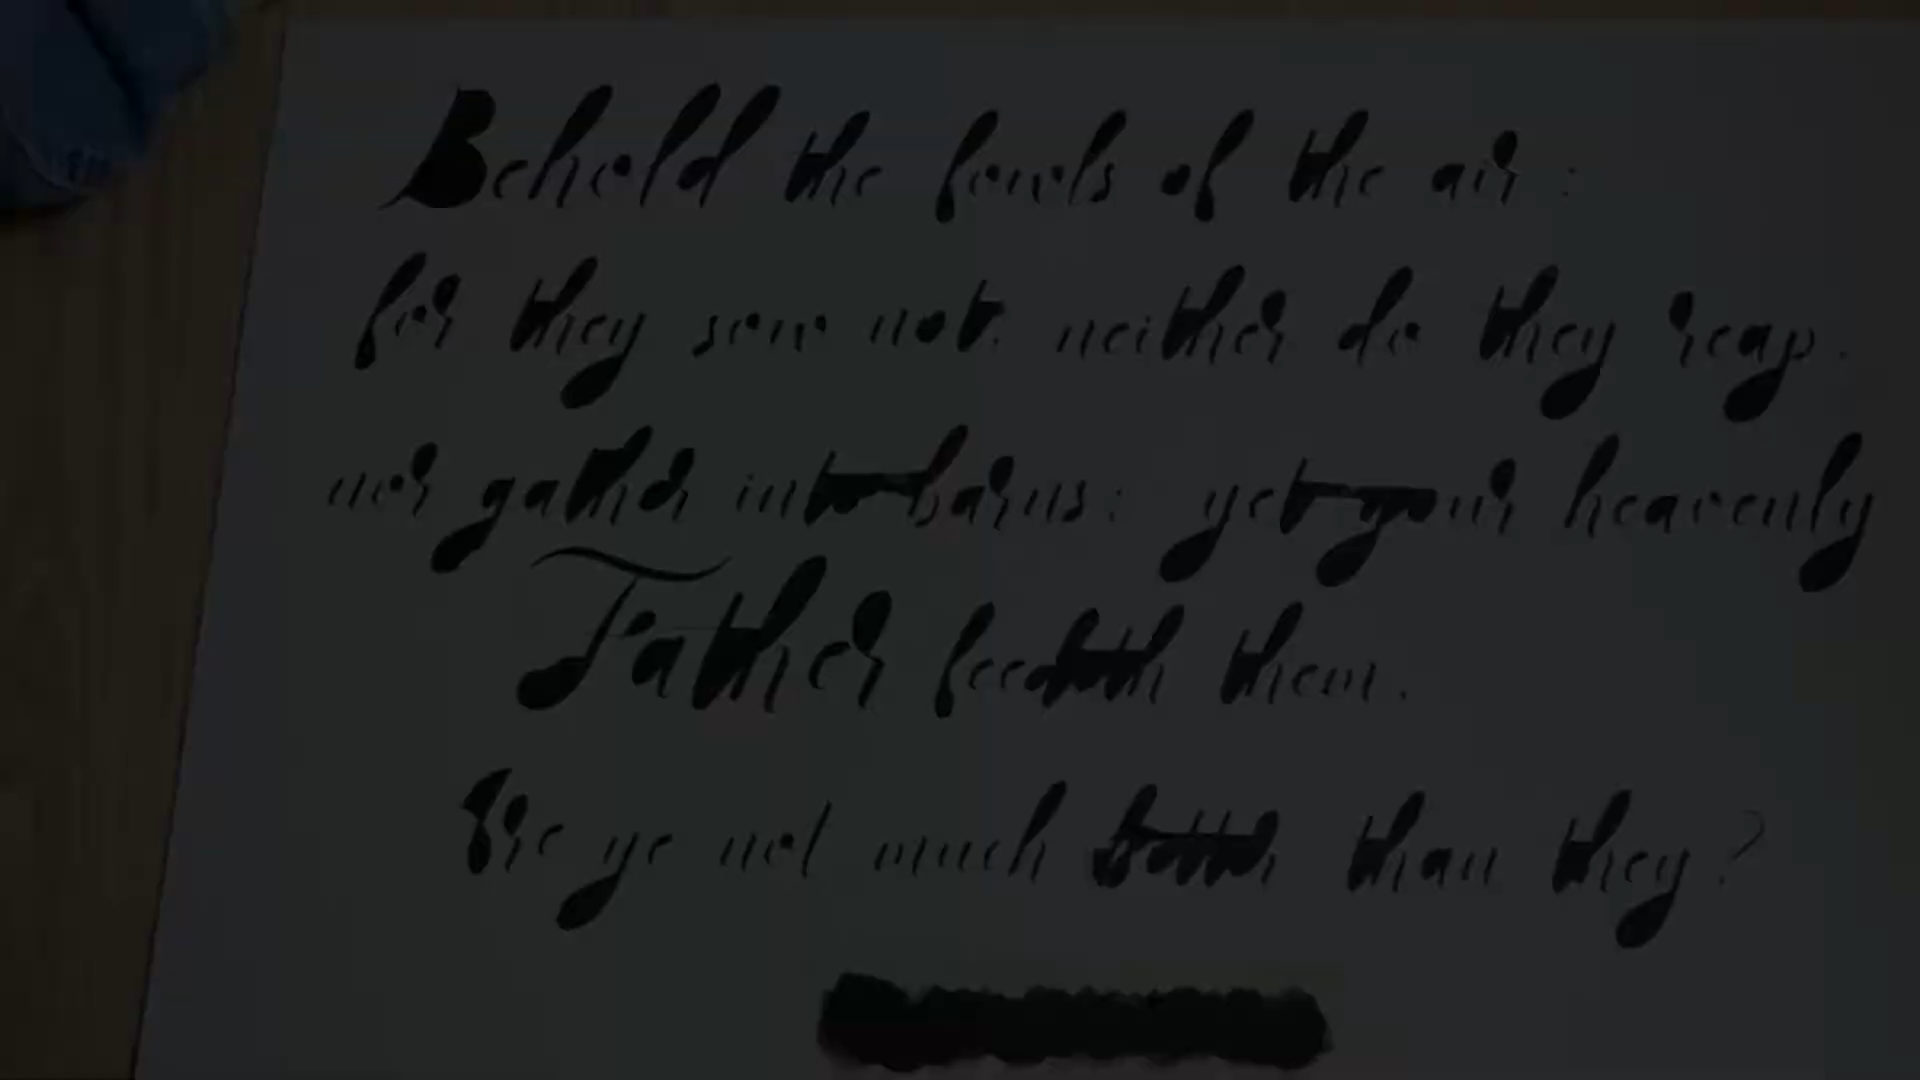 Behold the fowls of the air:
for they sow not, neither do they reap,
nor gather into barns: yet your heavenly
Father feedeth them.
Are ye not much better than they?